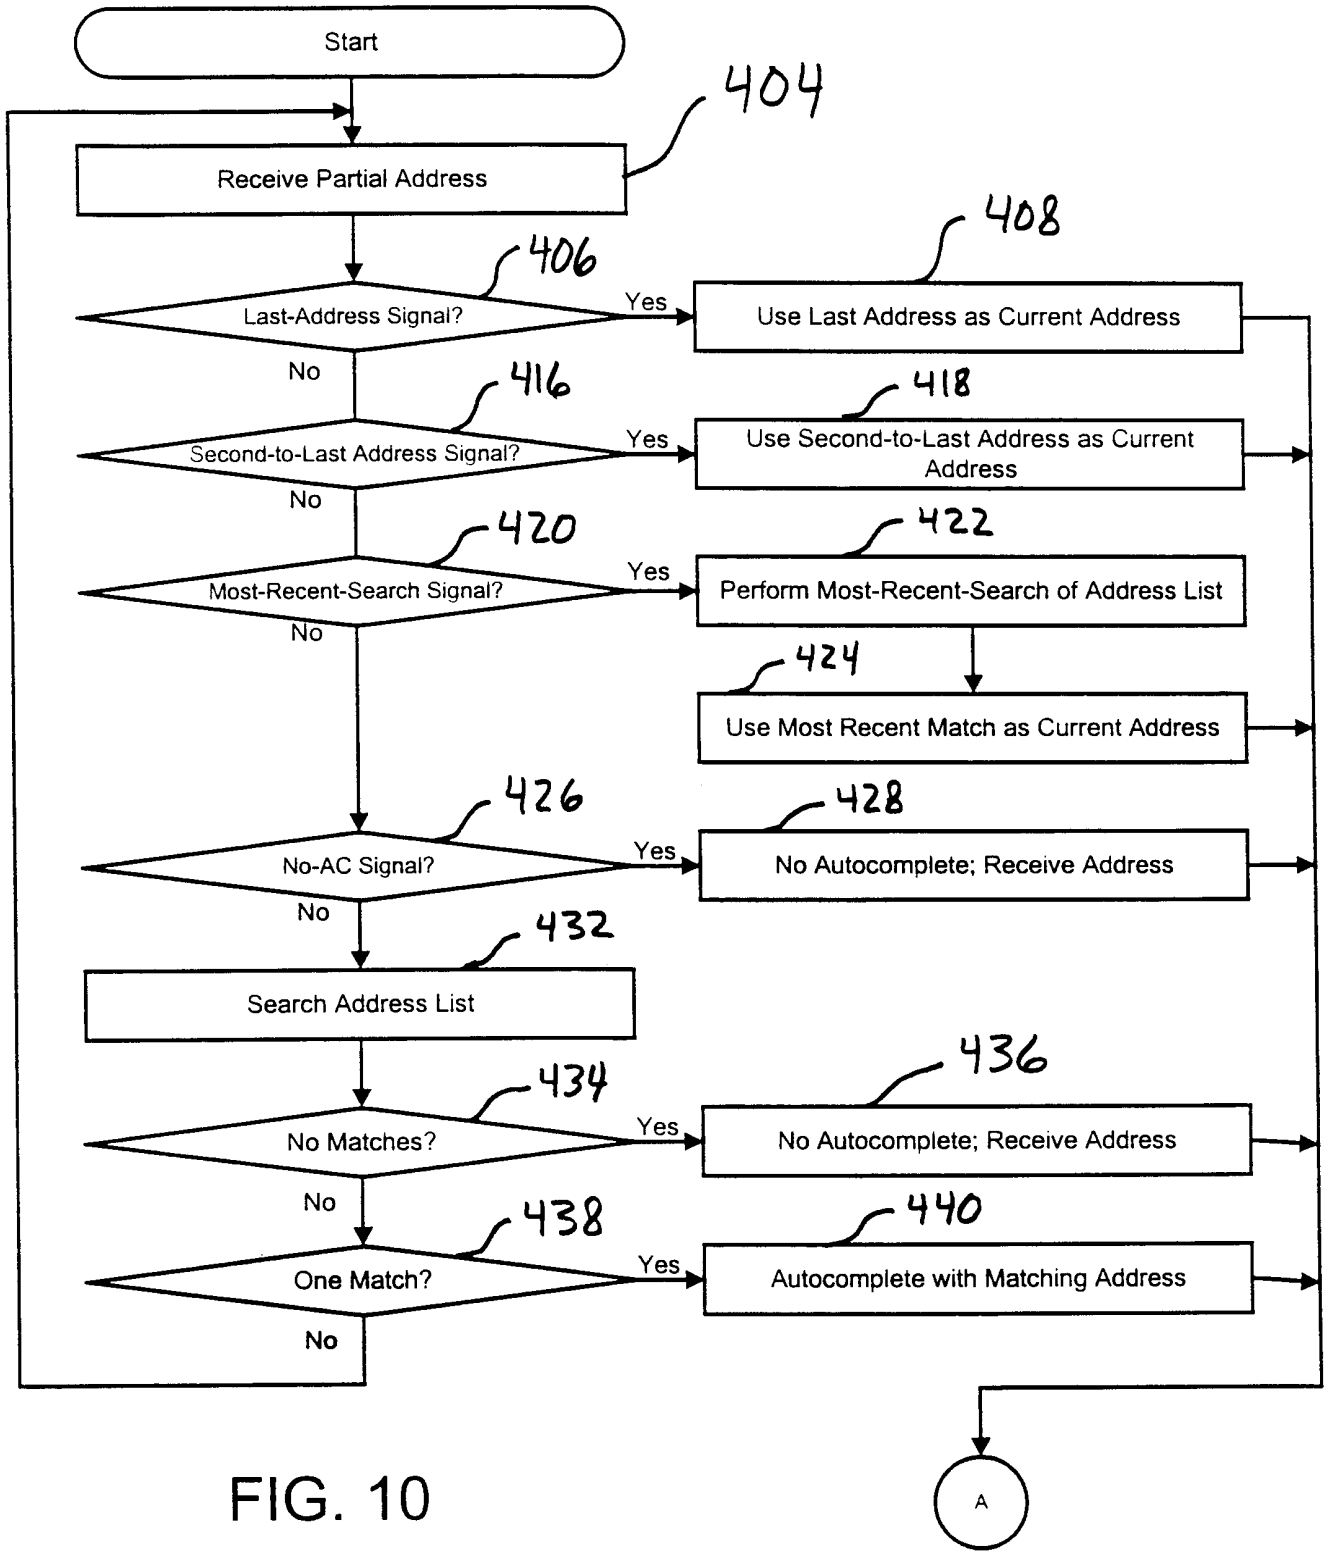 Start
404
Receive Partial Address
406
408
Last-Address Signal?
Yes
Use Last Address as Current Address
No
416
418
Second-to-Last Address Signal?
Yes
Use Second-to-Last Address as Current
Address
No
420
422
Most-Recent-Search Signal?
Yes
Perform Most-Recent-Search of Address List
No
424
Use Most Recent Match as Current Address
426
428
No-AC Signal?
Yes
No Autocomplete; Receive Address
No
432
Search Address List
434
436
No Matches?
Yes
No Autocomplete; Receive Address
No
438
440
One Match?
Yes
Autocomplete with Matching Address
No
FIG. 10
A